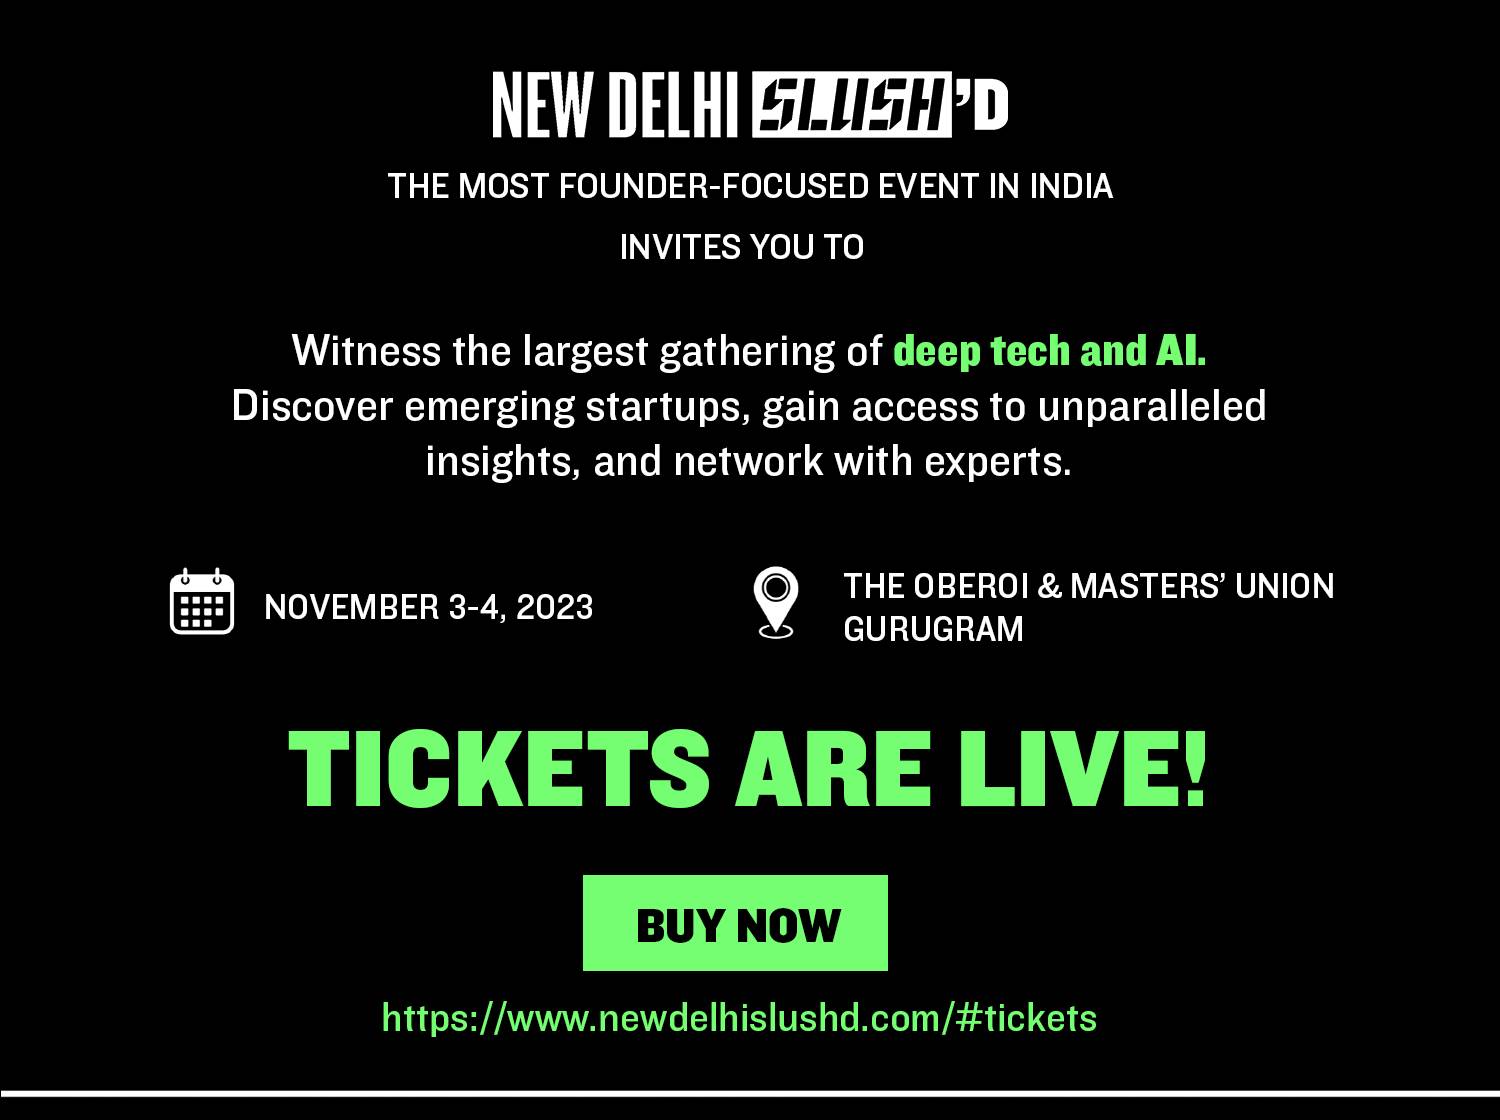 NEW DELHI SLUSH'D
THE MOST FOUNDER-FOCUSED EVENT IN INDIA
INVITES YOU TO
Witness the largest gathering of deep tech and AI.
Discover emerging startups, gain access to unparalleled
insights, and network with experts.
NOVEMBER 3-4, 2023
THE OBEROI & MASTERS' UNION
GURUGRAM
TICKETS ARE LIVE!
BUY NOW
https://www.newdelhislushd.com/#tickets